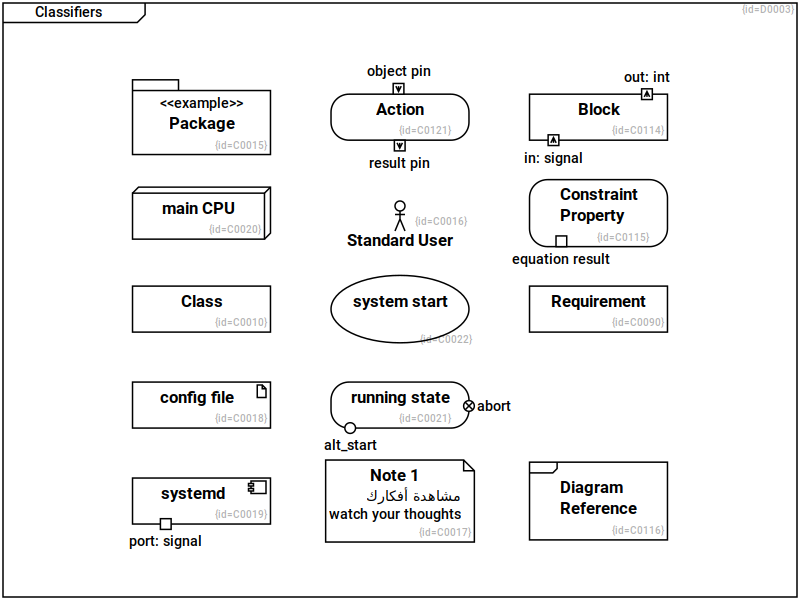 Classifiers
{id=D0003}
<<example>>
Package
{id=C0015}
object pin
Action
{id=C0121}
result pin
out: int
Block
{id=C0114}
in: signal
main CPU
{id=C0020}
{id=C0016}
Standard User
Constraint
Property
{id=C0115}
equation result
Class
{id=C0010}
system start
{id=C0022}
Requirement
{id=C0090}
config file
{id=C0018}
running state
{id=C0021}
abort
alt_start
systemd
{id=C0019}
port: signal
Note 1
مشاهدة أفكارك
watch your thoughts
{id=C0017}
Diagram
Reference
{id=C0116}